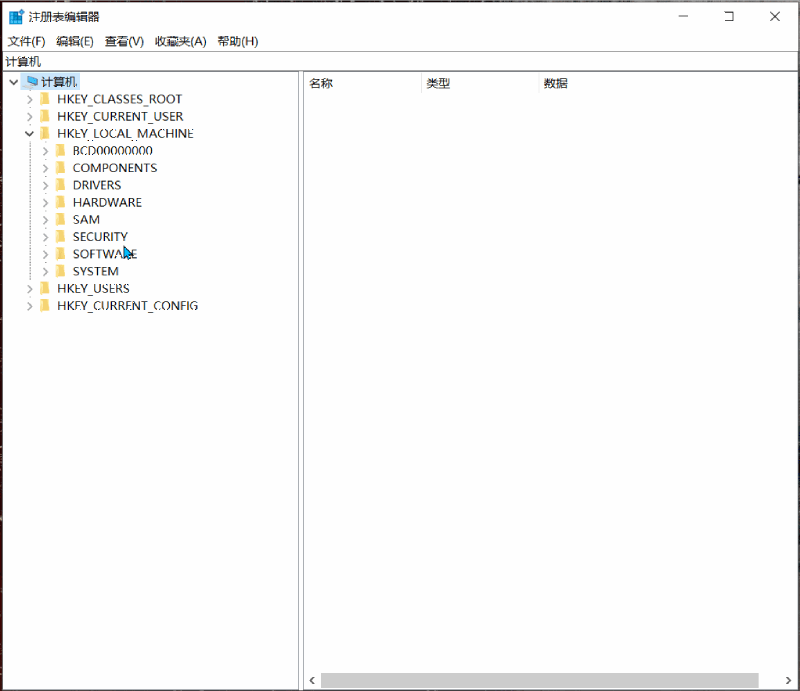 注册表编辑器
文件(F) 编辑(E) 查看(V) 收藏夹(A) 帮助(H)
计算机
计算机
HKEY_CLASSES_ROOT
HKEY_CURRENT_USER
HKEY_LOCAL_MACHINE
BCD00000000
COMPONENTS
DRIVERS
HARDWARE
SAM
SECURITY
SOFTWARE
SYSTEM
HKEY_USERS
HKEY_CURRENT_CONFIG
名称 类型 数据